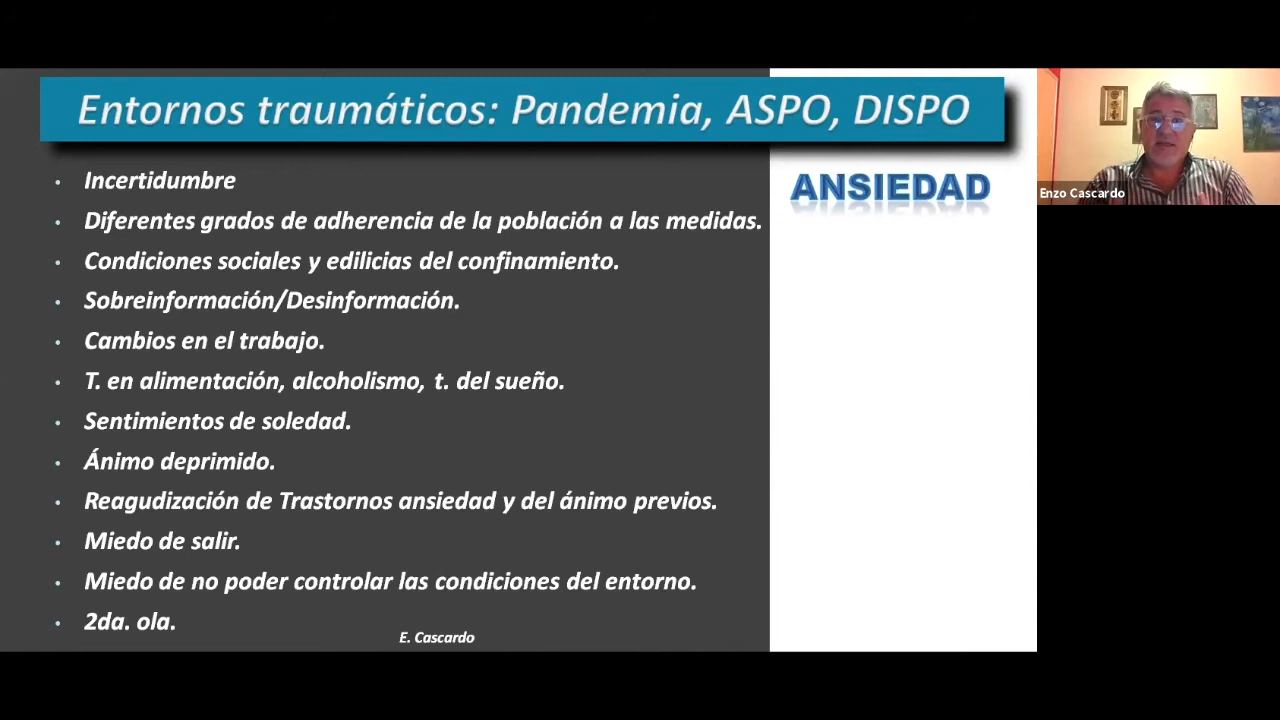 Entornos traumáticos: Pandemia, ASPO, DISPO
ANSIEDAD
Enzo Cascardo
• Incertidumbre
• Diferentes grados de adherencia de la población a las medidas.
• Condiciones sociales y edilicias del confinamiento.
• Sobreinformación/Desinformación.
• Cambios en el trabajo.
• T. en alimentación, alcoholismo, t. del sueño.
• Sentimientos de soledad.
• Ánimo deprimido.
• Reagudización de Trastornos ansiedad y del ánimo previos.
• Miedo de salir.
• Miedo de no poder controlar las condiciones del entorno.
• 2da. ola.
E. Cascardo